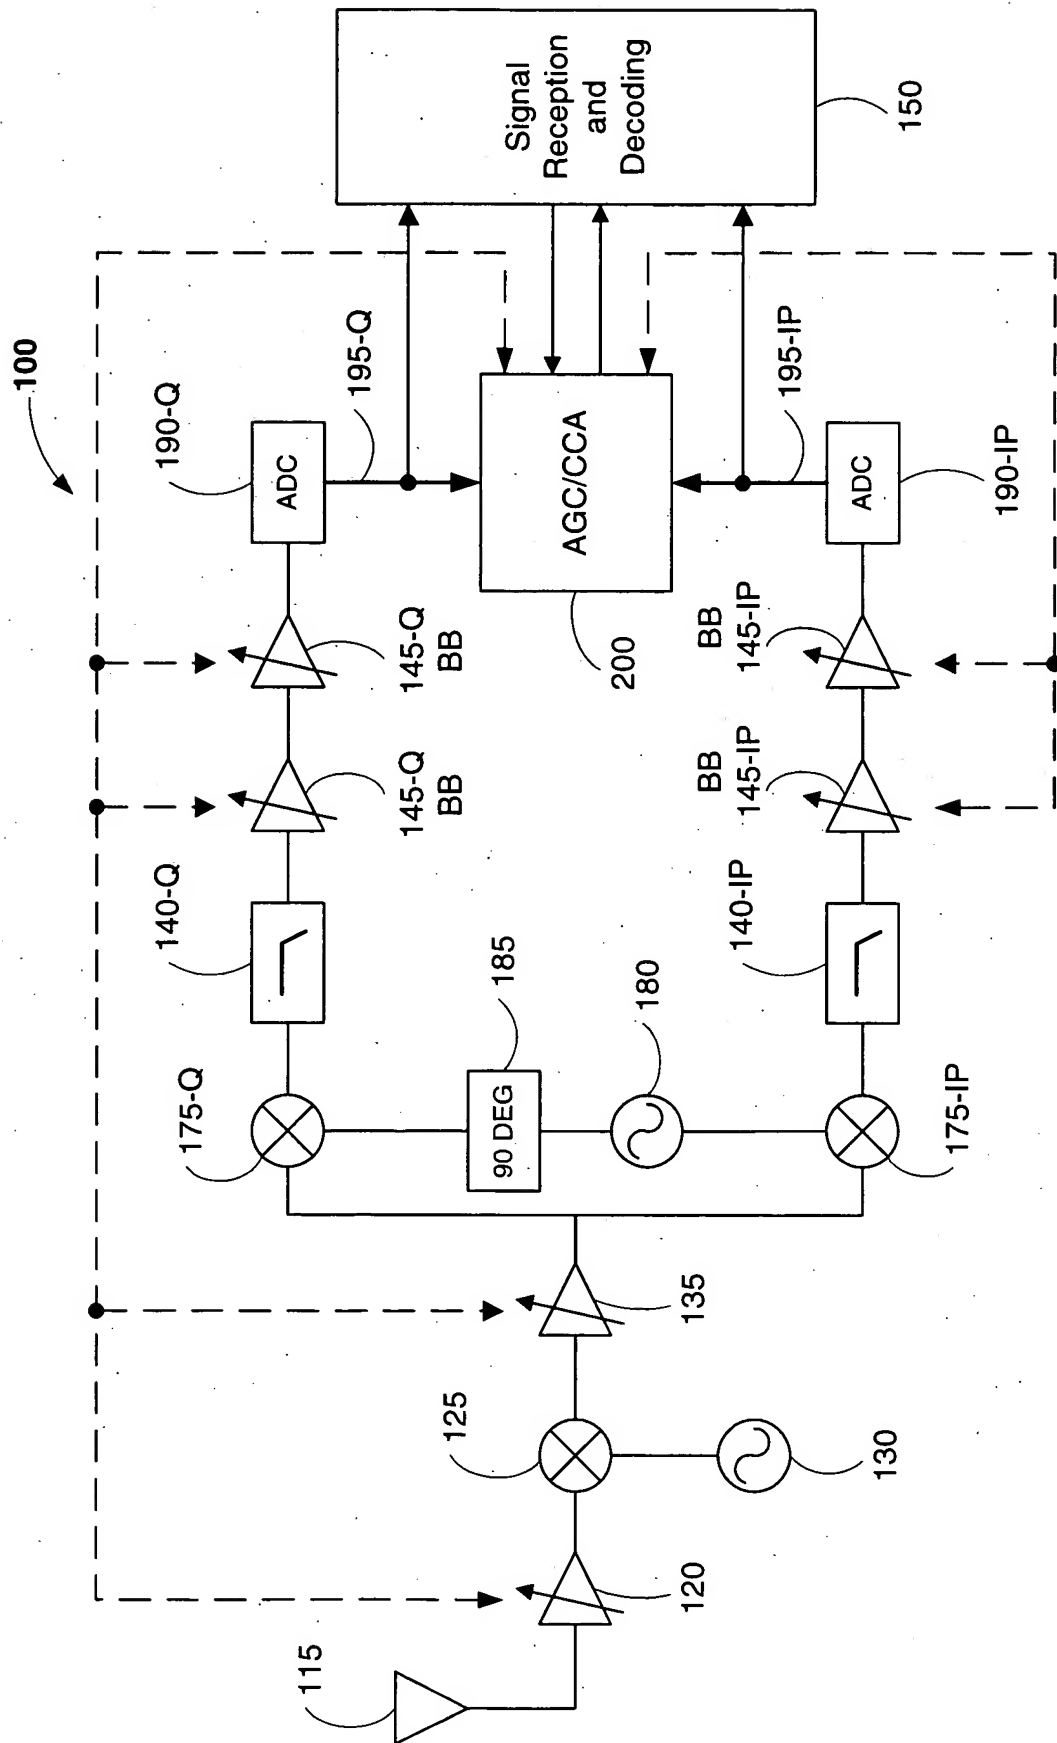 100
115
120
125
130
135
175-Q
185
90 DEG
180
175-IP
140-Q
140-IP
145-Q
BB
145-Q
BB
BB
145-IP
BB
145-IP
190-Q
ADC
195-Q
AGC/CCA
200
195-IP
ADC
190-IP
Signal
Reception
and
Decoding
150